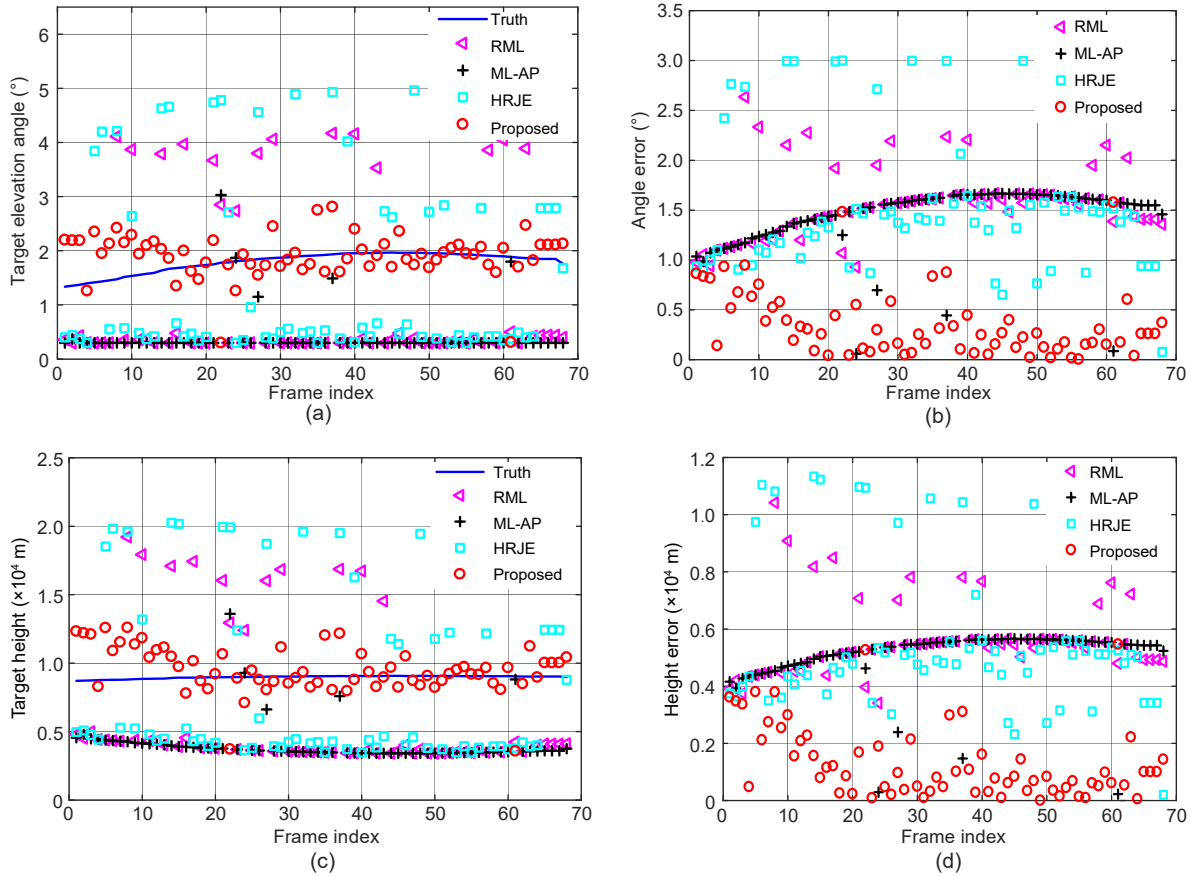 6
5
4
3
2
1
0
0 10 20 30 40 50 60 70
Target elevation angle (°)
Frame index
Truth
RML
ML-AP
HRJE
Proposed
(a)
3.5
3.0
2.5
2.0
1.5
1.0
0.5
0
0 10 20 30 40 50 60 70
Angle error (°)
Frame index
RML
ML-AP
HRJE
Proposed
(b)
2.5
2.0
1.5
1.0
0.5
0
0 10 20 30 40 50 60 70
Target height (×10⁴ m)
Frame index
Truth
RML
ML-AP
HRJE
Proposed
(c)
1.2
1.0
0.8
0.6
0.4
0.2
0
0 10 20 30 40 50 60 70
Height error (×10⁴ m)
Frame index
RML
ML-AP
HRJE
Proposed
(d)